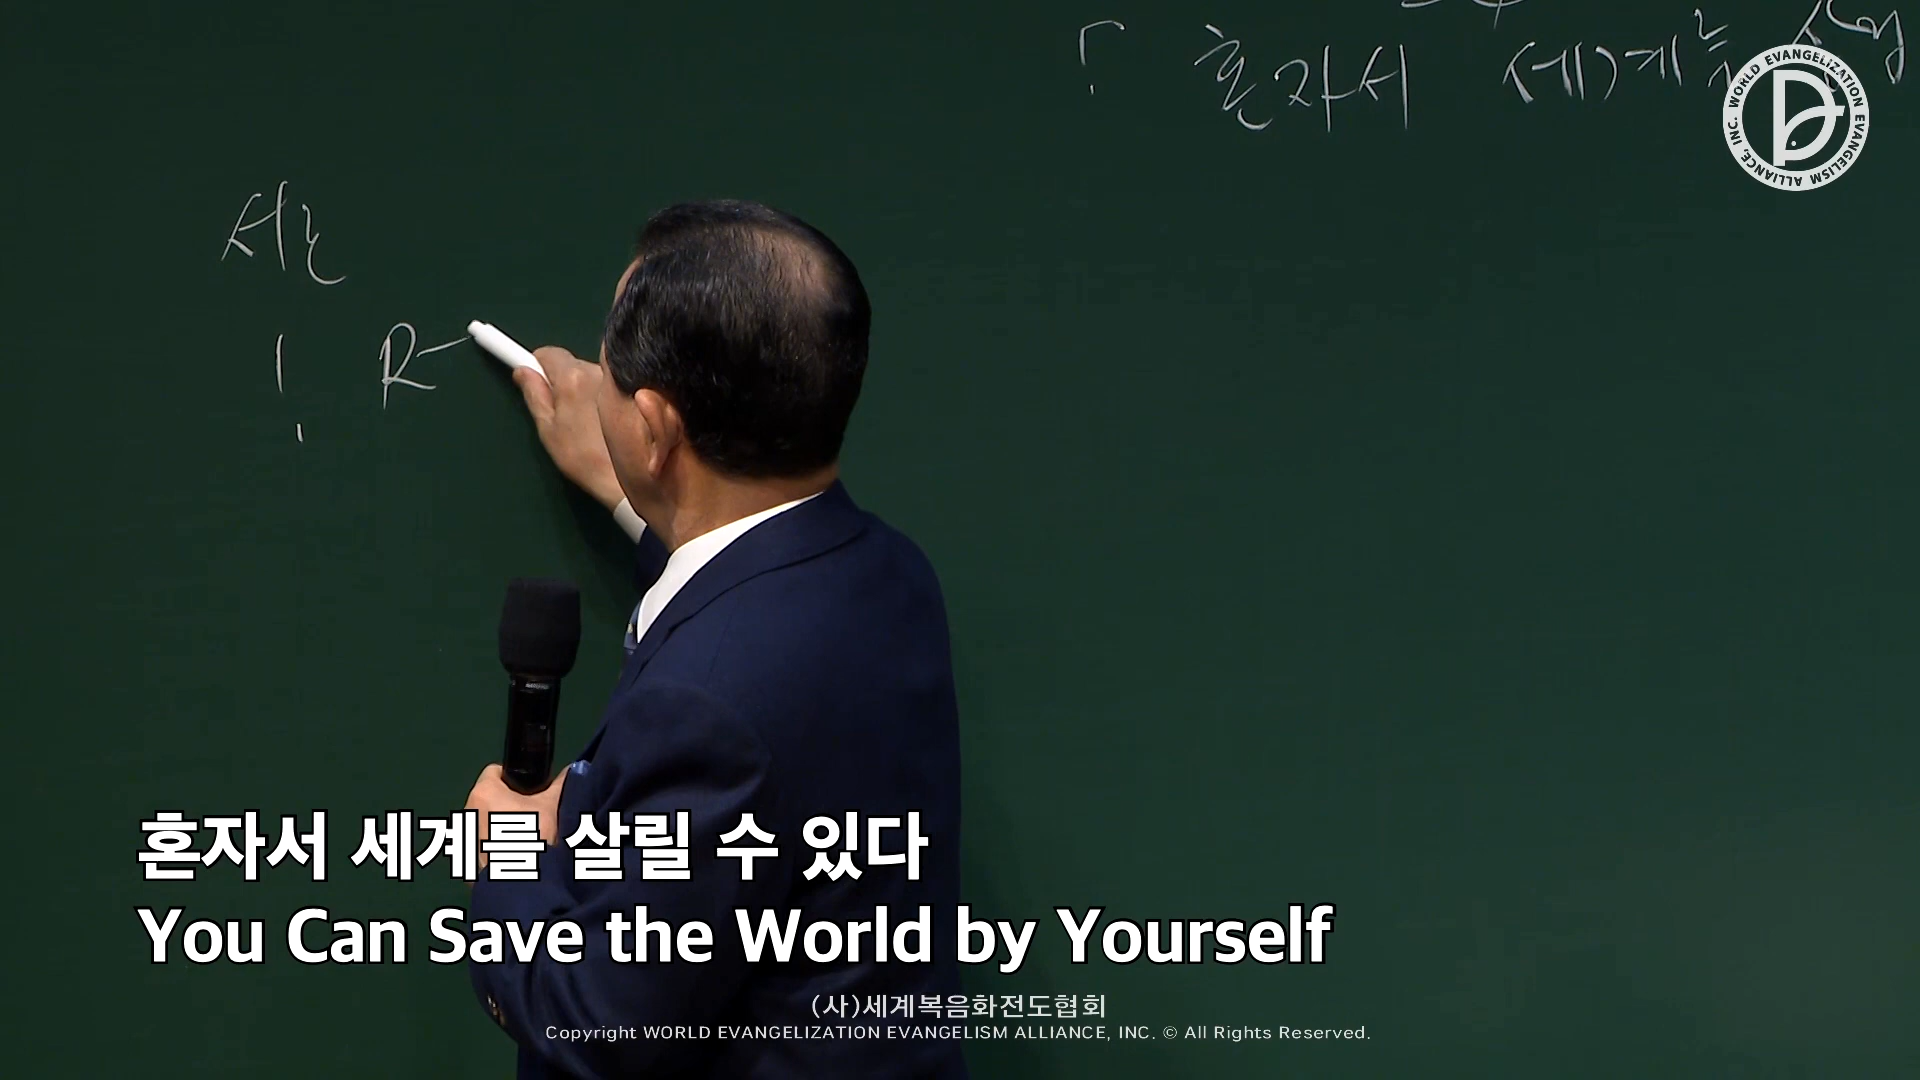 혼자서 세계를 살
WORLD EVANGELIZATION EVANGELISM ALLIANCE, INC.
서론
R-
혼자서 세계를 살릴 수 있다
You Can Save the World by Yourself
(사)세계복음화전도협회
Copyright WORLD EVANGELIZATION EVANGELISM ALLIANCE, INC. © All Rights Reserved.